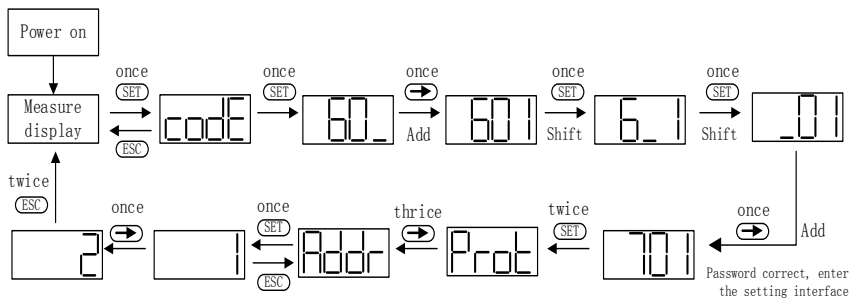 Power on
once
once
once
once
once
SET
SET
→
SET
SET
Measure
display
codE
60_
601
6_1
_01
ESC
Add
Shift
Shift
twice
ESC
once
→
once
SET
thrice
→
twice
SET
once
→
Add
2
1
Addr
Prot
701
ESC
Password correct, enter
the setting interface